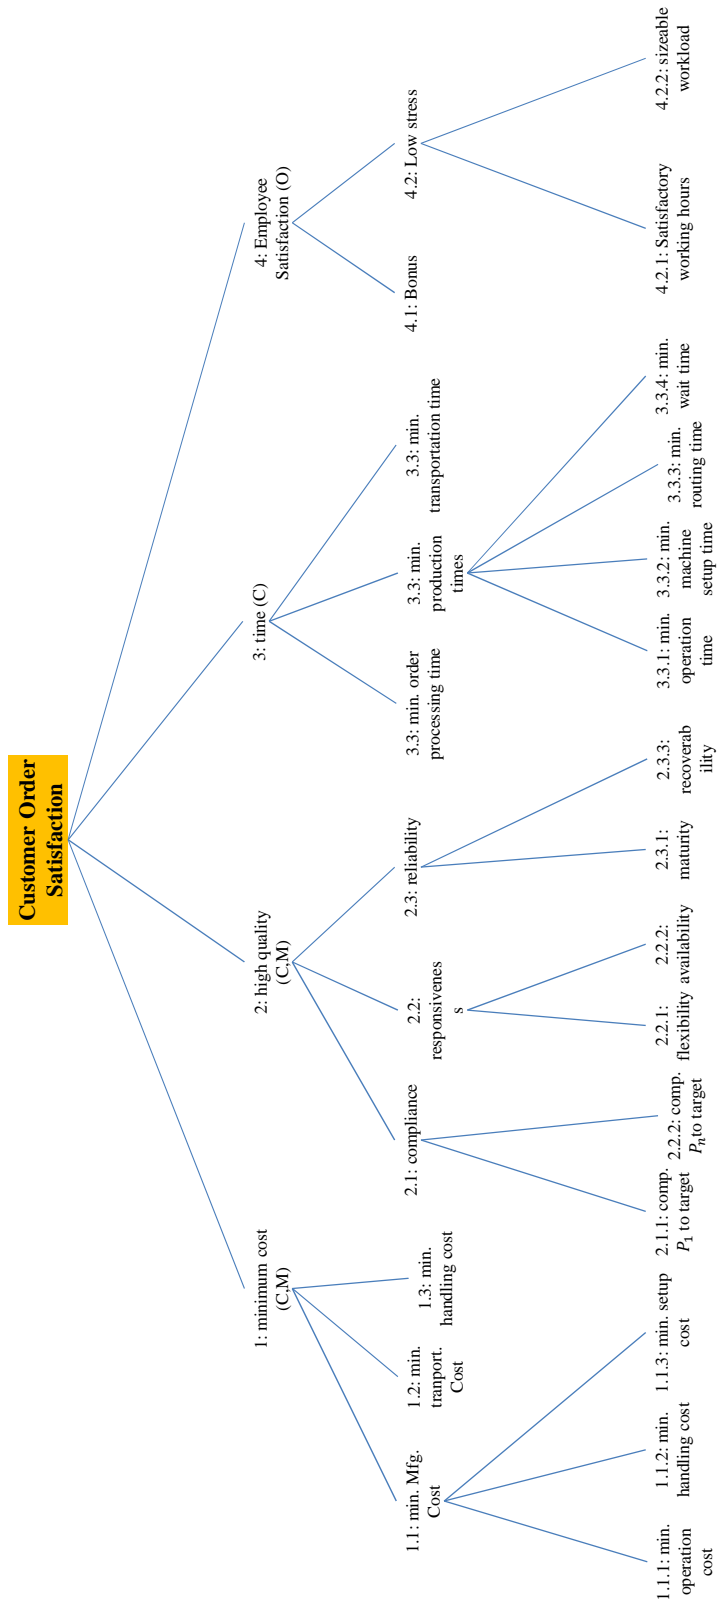 Customer Order
Satisfaction
1: minimum cost
(C.M)
2: high quality
(C.M)
3: time (C)
4: Employee
Satisfaction (O)
1.1: min. Mfg.
Cost
1.2: min.
tranport.
Cost
1.3: min.
handling cost
2.1: compliance
2.2:
responsivenes
s
2.3: reliability
3.3: min. order
processing time
3.3: min.
production
times
3.3: min.
transportation time
4.1: Bonus
4.2: Low stress
1.1.1: min.
operation
cost
1.1.2: min.
handling cost
1.1.3: min. setup
cost
2.1.1: comp.
P₁ to target
2.2.2: comp.
Pₙto target
2.2.1:
flexibility
2.2.2:
availability
2.3.1:
maturity
2.3.3:
recoverab
ility
3.3.1: min.
operation
time
3.3.2: min.
machine
setup time
3.3.3: min.
routing time
3.3.4: min.
wait time
4.2.1: Satisfactory
working hours
4.2.2: sizeable
workload